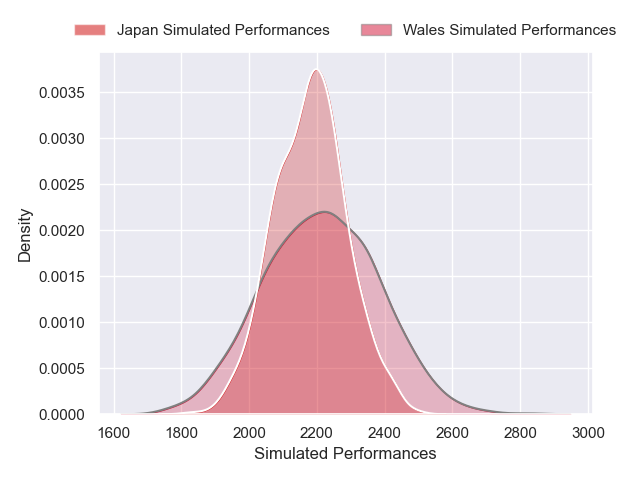 Japan Simulated Performances Wales Simulated Performances
0.0035
0.0030
0.0025
0.0020
0.0015
0.0010
0.0005
0.0000
Density
1600 1800 2000 2200 2400 2600 2800 3000
Simulated Performances